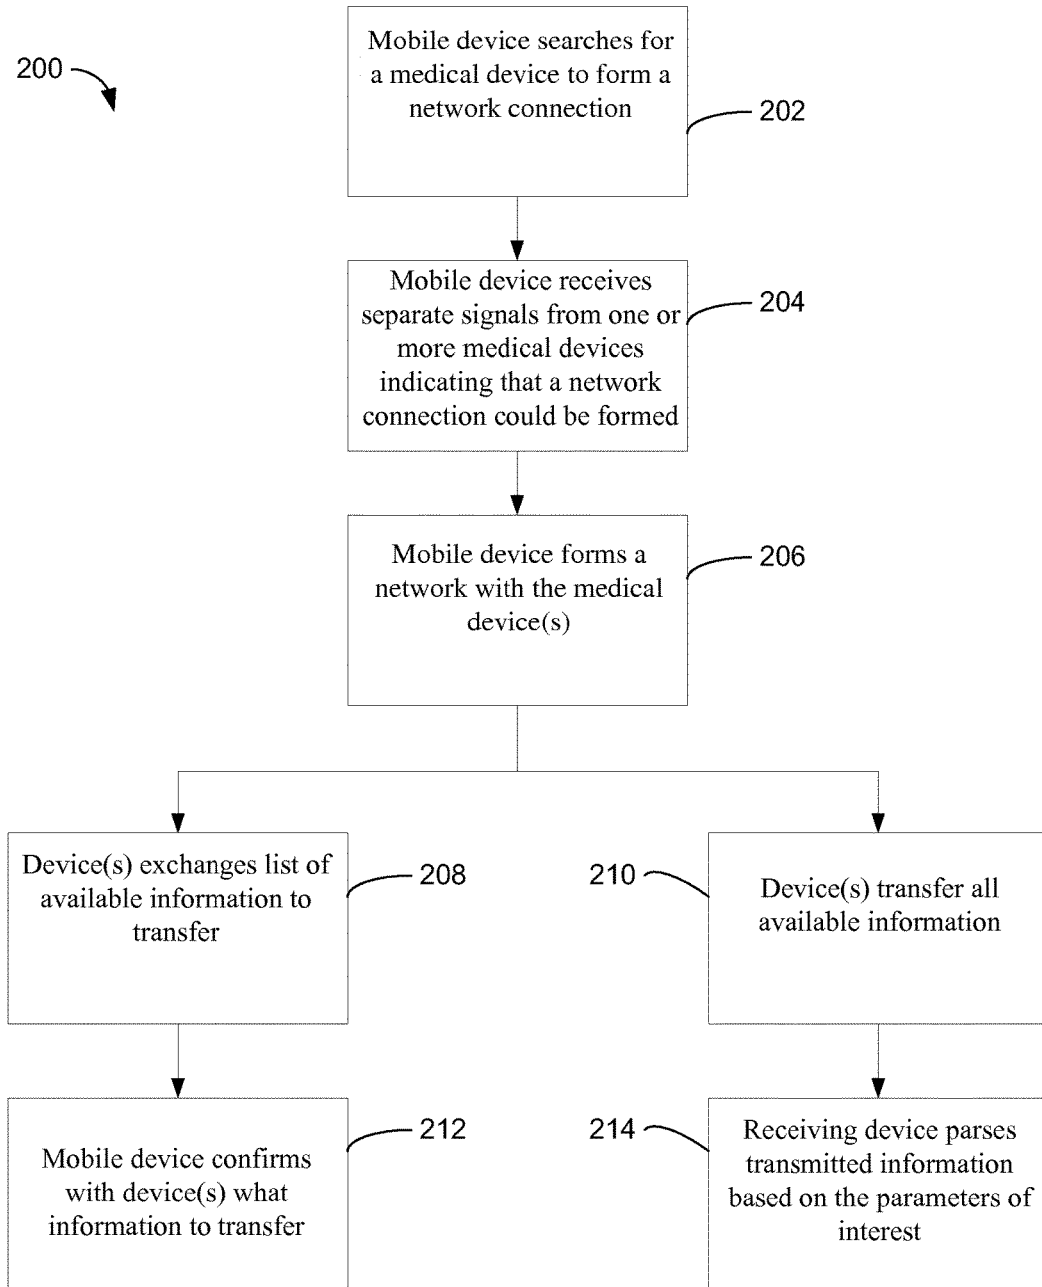 200
Mobile device searches for
a medical device to form a
network connection
202
Mobile device receives
separate signals from one or
more medical devices
indicating that a network
connection could be formed
204
Mobile device forms a
network with the medical
device(s)
206
Device(s) exchanges list of
available information to
transfer
208
210
Device(s) transfer all
available information
Mobile device confirms
with device(s) what
information to transfer
212
214
Receiving device parses
transmitted information
based on the parameters of
interest